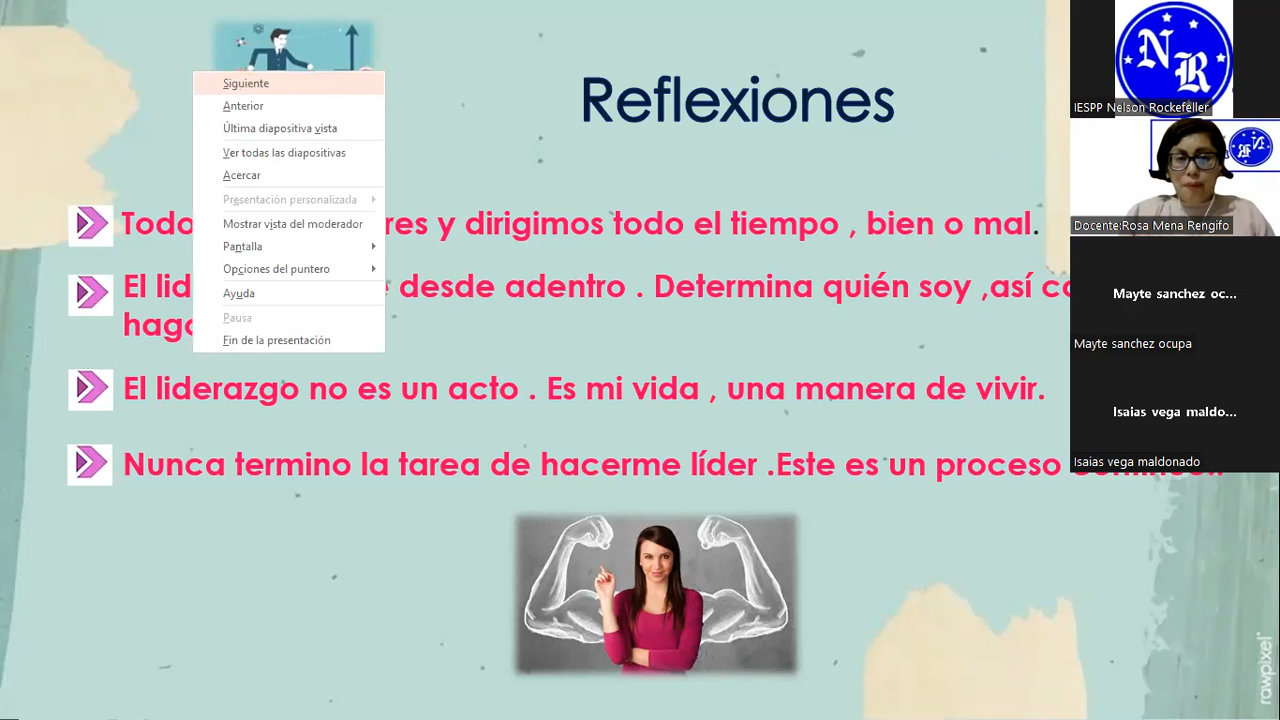 Reflexiones
Siguiente
Anterior
Última diapositiva vista
Ver todas las diapositivas
Acercar
Presentación personalizada
Mostrar vista del moderador
Pantalla
Opciones del puntero
Ayuda
Pausa
Fin de la presentación
Todo res y dirigimos todo el tiempo , bien o mal.
El lid desde adentro . Determina quién soy ,así
hago
El liderazgo no es un acto . Es mi vida , una manera de vivir.
Nunca termino la tarea de hacerme líder .Este es un proceso
NR
IESPP Nelson Rockefeller
Docente:Rosa Mena Rengifo
Mayte sanchez oc...
Mayte sanchez ocupa
Isaias vega maldo...
Isaias vega maldonado
rawpixel